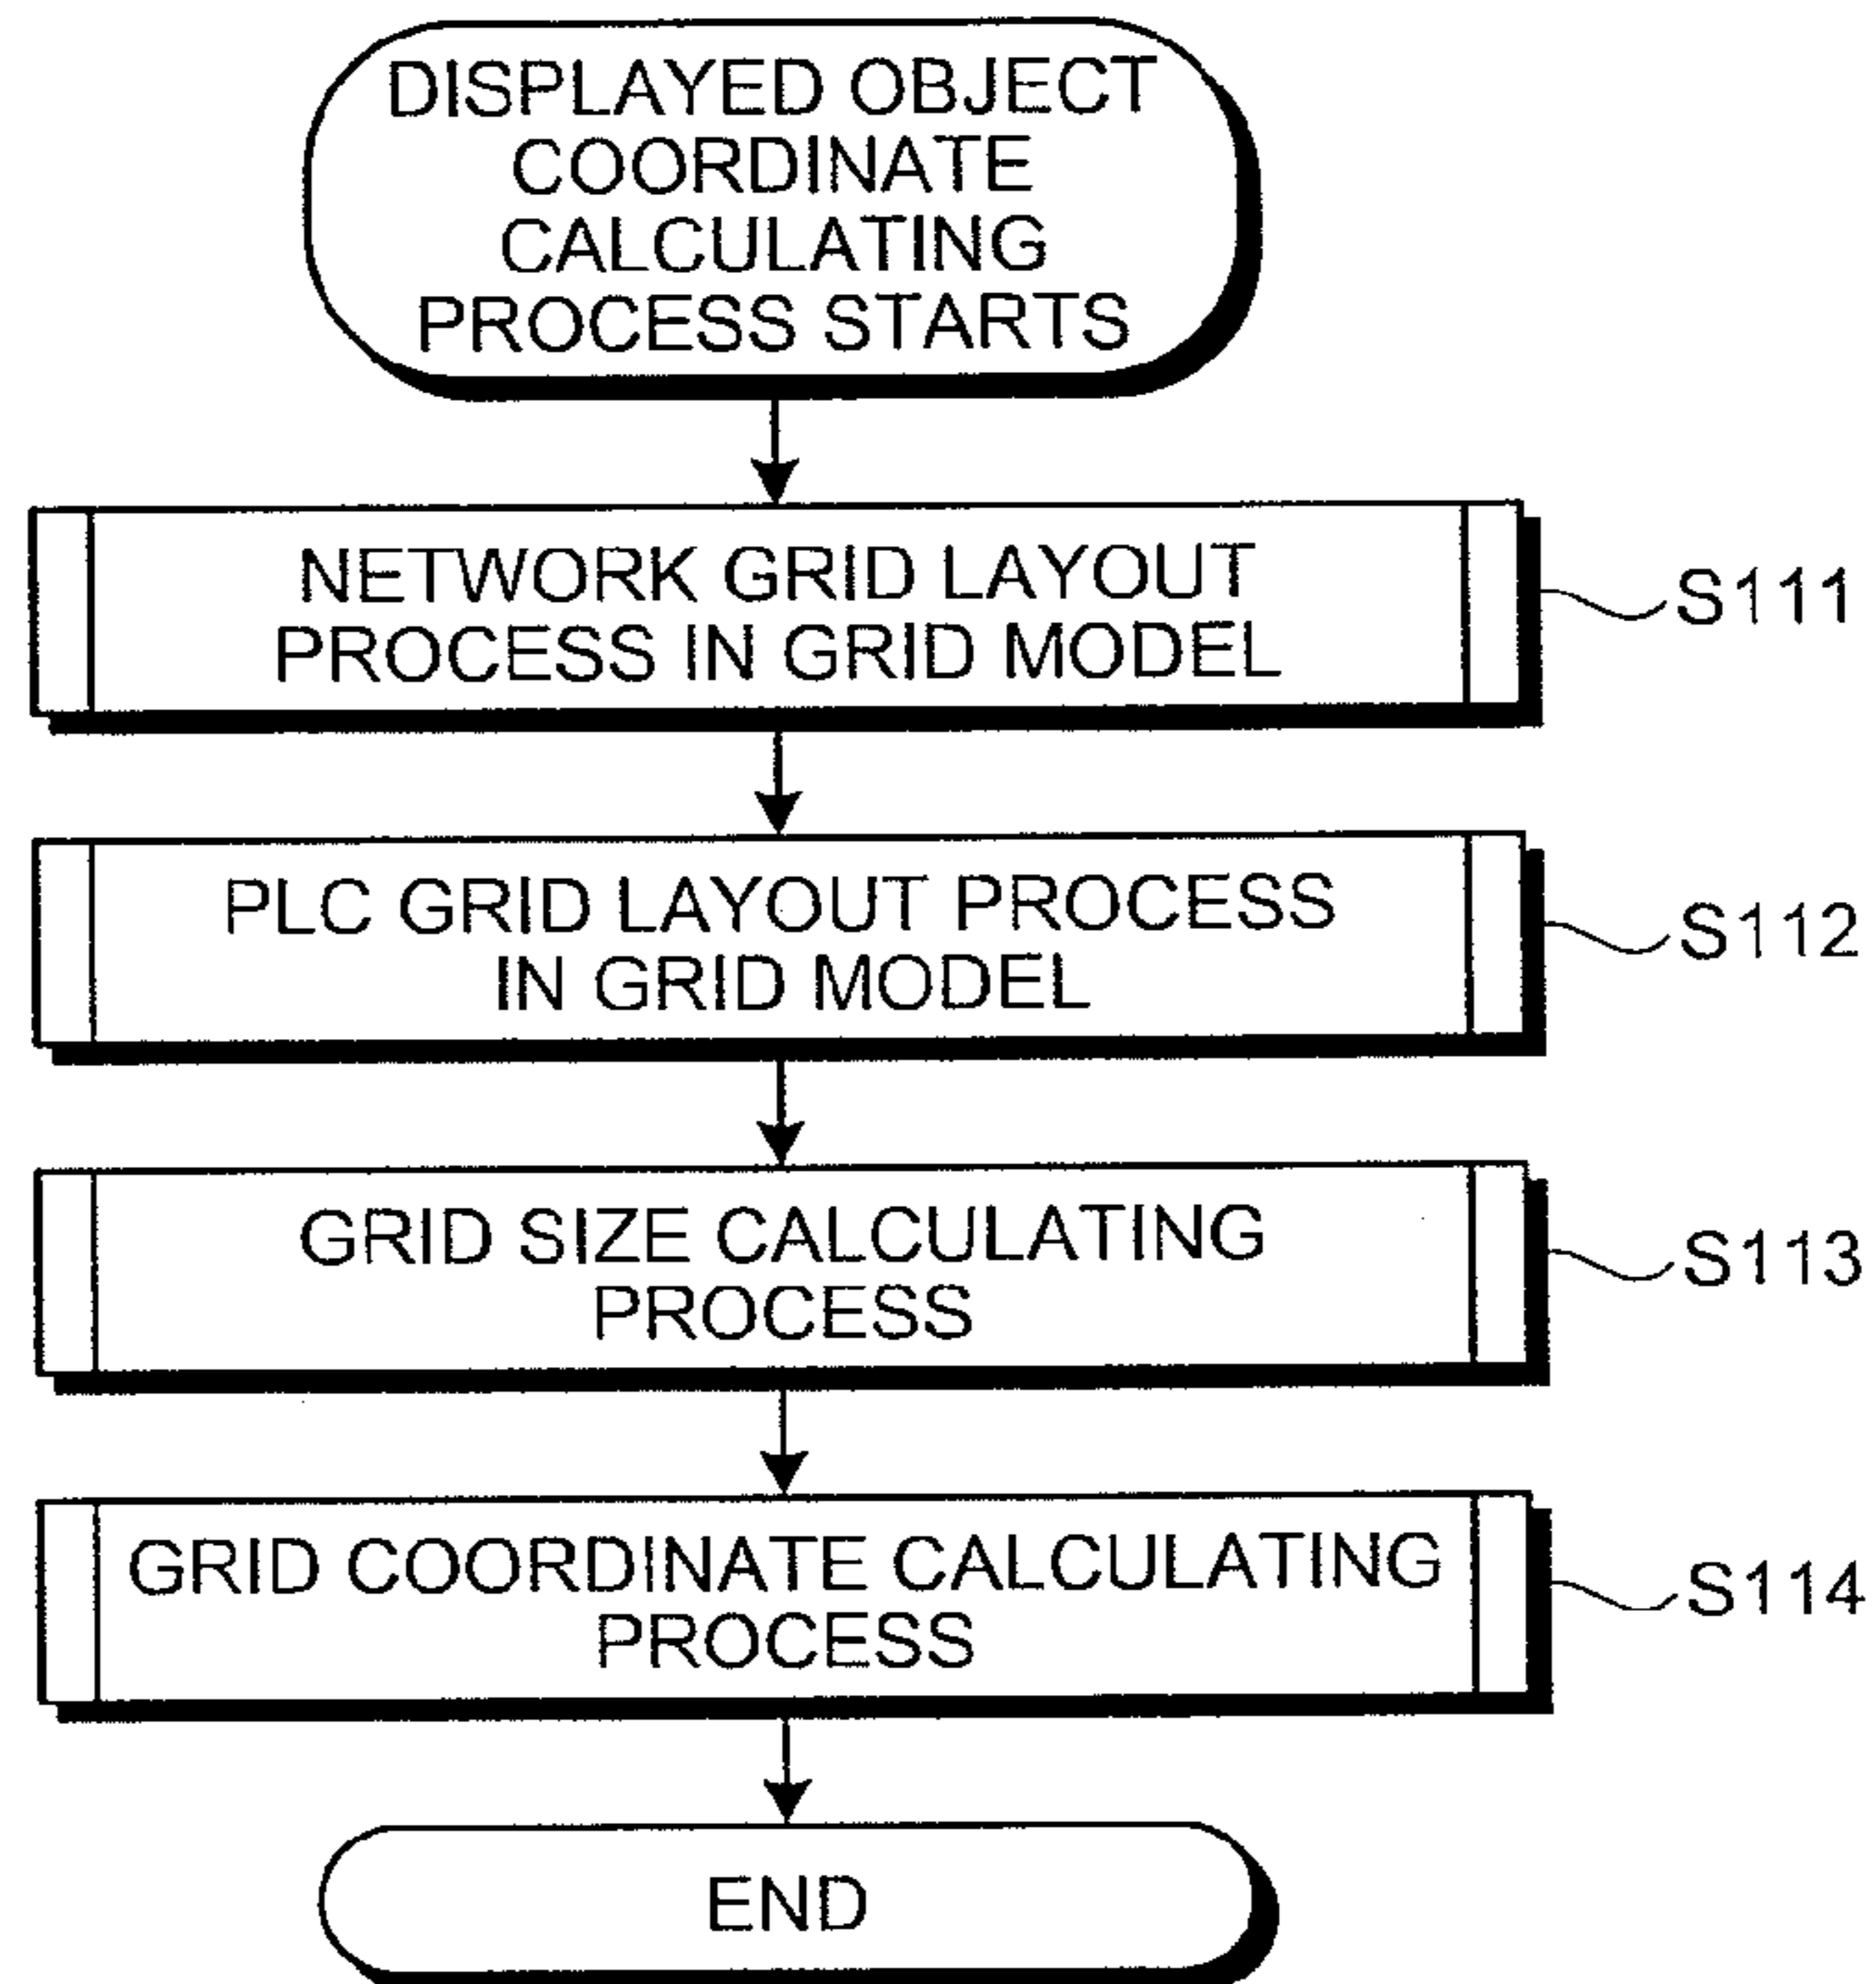 DISPLAYED OBJECT
COORDINATE
CALCULATING
PROCESS STARTS
NETWORK GRID LAYOUT
PROCESS IN GRID MODEL
S111
PLC GRID LAYOUT PROCESS
IN GRID MODEL
S112
GRID SIZE CALCULATING
PROCESS
S113
GRID COORDINATE CALCULATING
PROCESS
S114
END